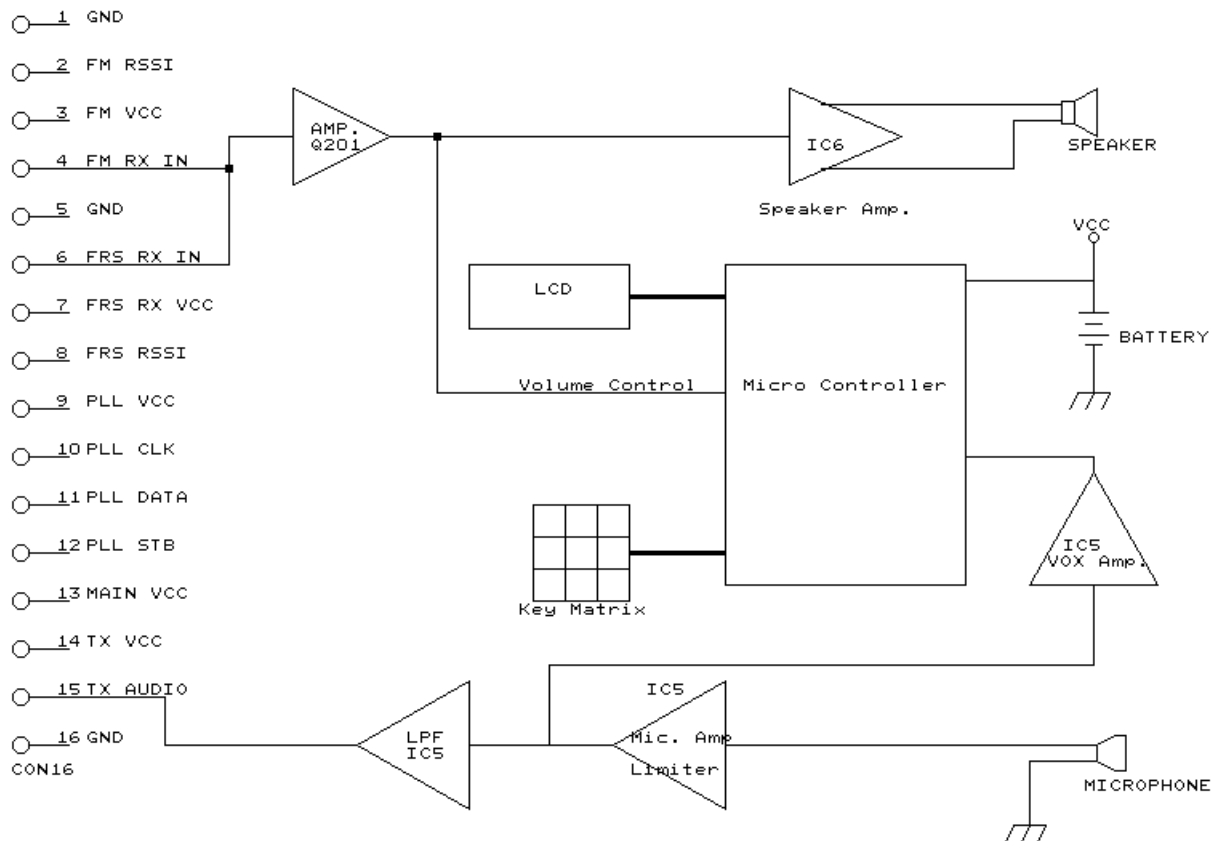 1 GND
2 FM RSSI
3 FM VCC
4 FM RX IN
5 GND
6 FRS RX IN
7 FRS RX VCC
8 FRS RSSI
9 PLL VCC
10 PLL CLK
11 PLL DATA
12 PLL STB
13 MAIN VCC
14 TX VCC
15 TX AUDIO
16 GND
CON16
AMP.
Q201
IC6
Speaker Amp.
SPEAKER
VCC
LCD
BATTERY
Volume Control
Micro Controller
Key Matrix
IC5
VOX Amp.
LPF
IC5
IC5
Mic. Amp
Limiter
MICROPHONE